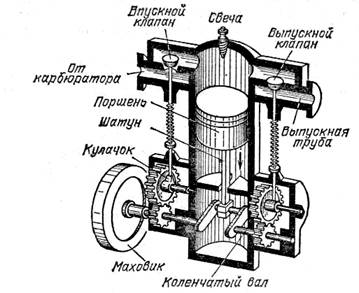 Впускной
клапан
Свеча
Выпускной
клапан
От
карбюратора
Поршень
Шатун
Выпускная
труба
Кулачок
Маховик
Коленчатый вал